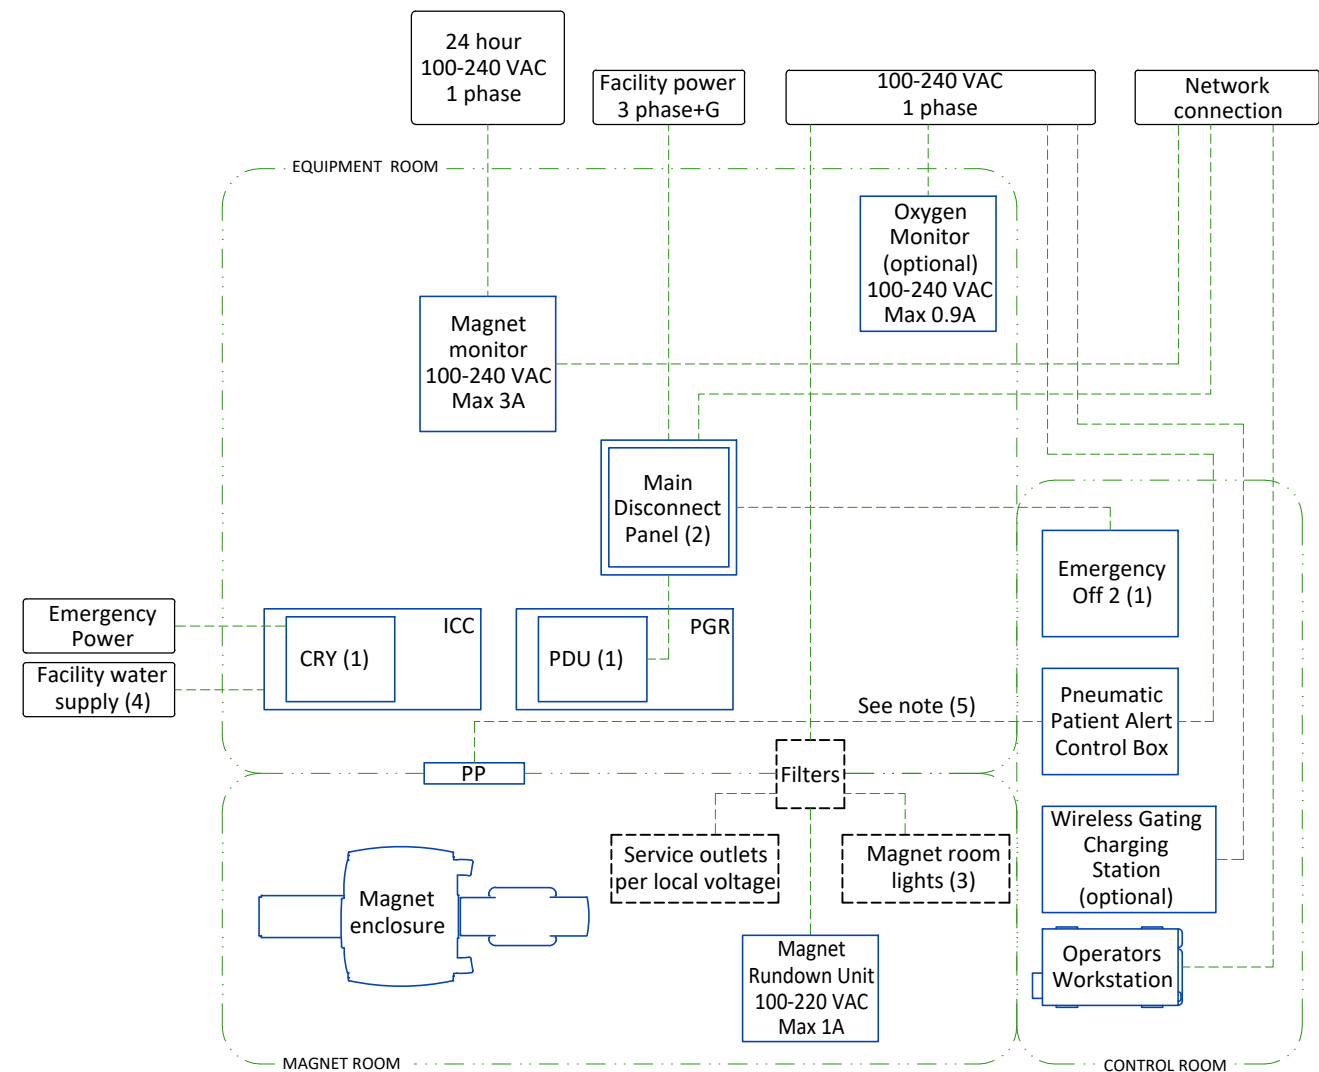 24 hour
100-240 VAC
1 phase
Facility power
3 phase+G
100-240 VAC
1 phase
Network
connection
EQUIPMENT ROOM
Oxygen
Monitor
(optional)
100-240 VAC
Max 0.9A
Magnet
monitor
100-240 VAC
Max 3A
Main
Disconnect
Panel (2)
Emergency
Off 2 (1)
Emergency
Power
ICC
CRY (1)
PGR
PDU (1)
Facility water
supply (4)
See note (5)
Pneumatic
Patient Alert
Control Box
PP
Filters
Service outlets
per local voltage
Magnet room
lights (3)
Wireless Gating
Charging
Station
(optional)
Magnet
enclosure
Magnet
Rundown Unit
100-220 VAC
Max 1A
Operators
Workstation
MAGNET ROOM
CONTROL ROOM